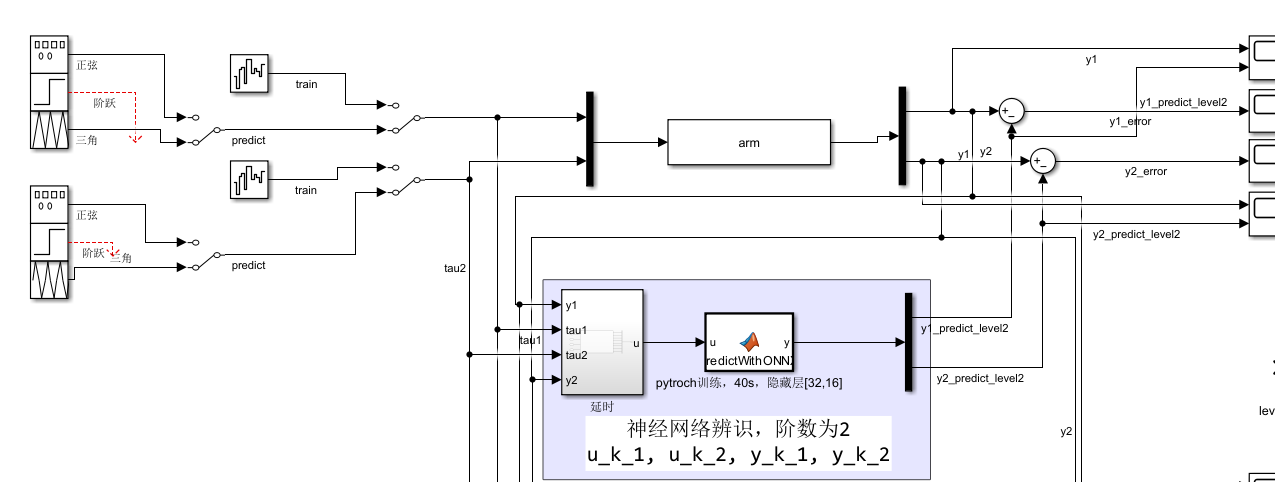 正弦
阶跃
三角
train
predict
train
正弦
阶跃
三角
predict
arm
y1
y1_predict_level2
y1_error
y1
y2
y2_error
y2_predict_level2
tau2
tau1
y1
tau1
tau2
y2
u
延时
u
y
redictWithONN
pytroch训练，40s，隐藏层[32,16]
y1_predict_level2
y2_predict_level2
神经网络辨识，阶数为2
u_k_1, u_k_2, y_k_1, y_k_2
y2
lev